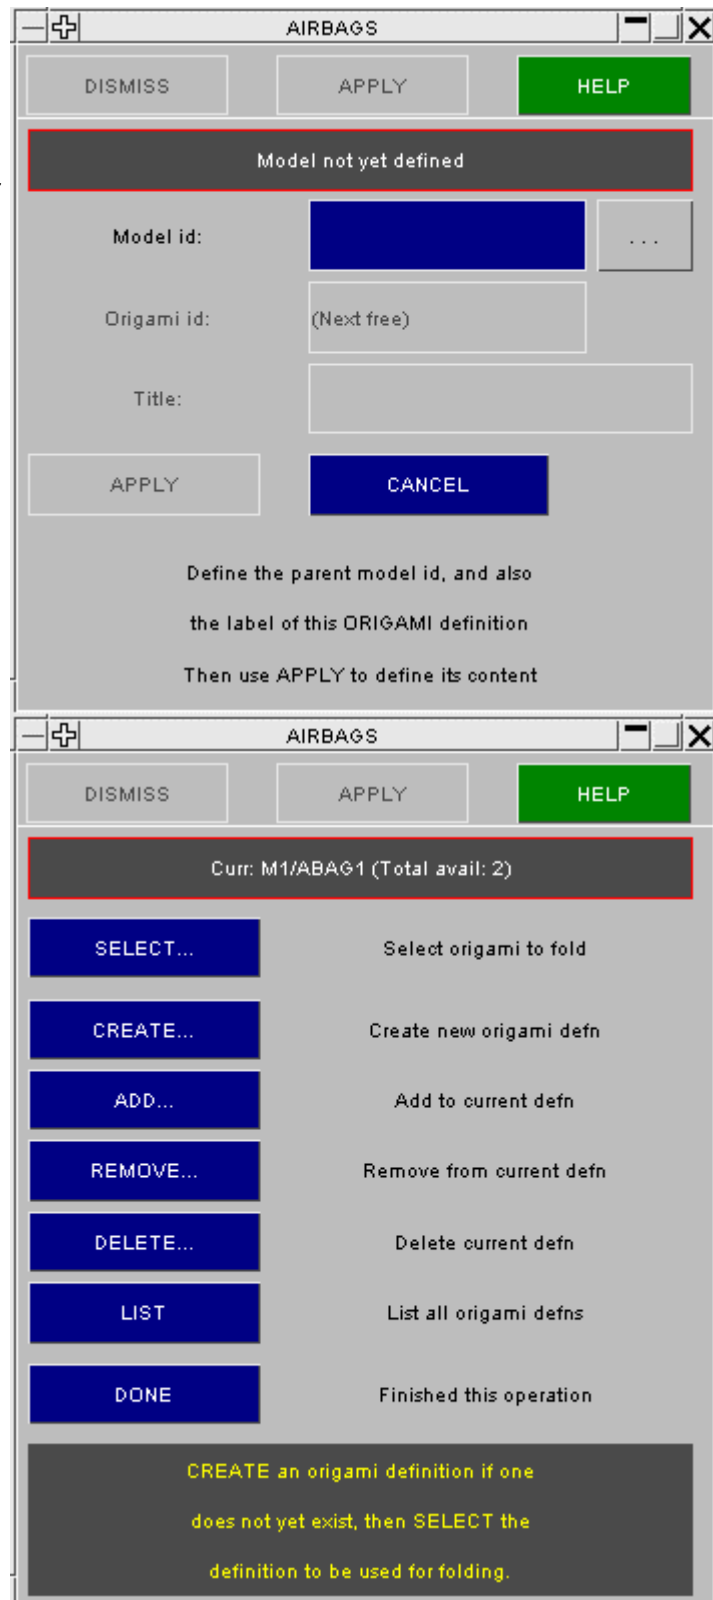 AIRBAGS
DISMISS APPLY HELP
Model not yet defined
Model id: ...
Origami id: (Next free)
Title:
APPLY CANCEL
Define the parent model id, and also
the label of this ORIGAMI definition
Then use APPLY to define its content
AIRBAGS
DISMISS APPLY HELP
Curr: M1/ABAG1 (Total avail: 2)
SELECT... Select origami to fold
CREATE... Create new origami defn
ADD... Add to current defn
REMOVE... Remove from current defn
DELETE... Delete current defn
LIST List all origami defns
DONE Finished this operation
CREATE an origami definition if one
does not yet exist, then SELECT the
definition to be used for folding.